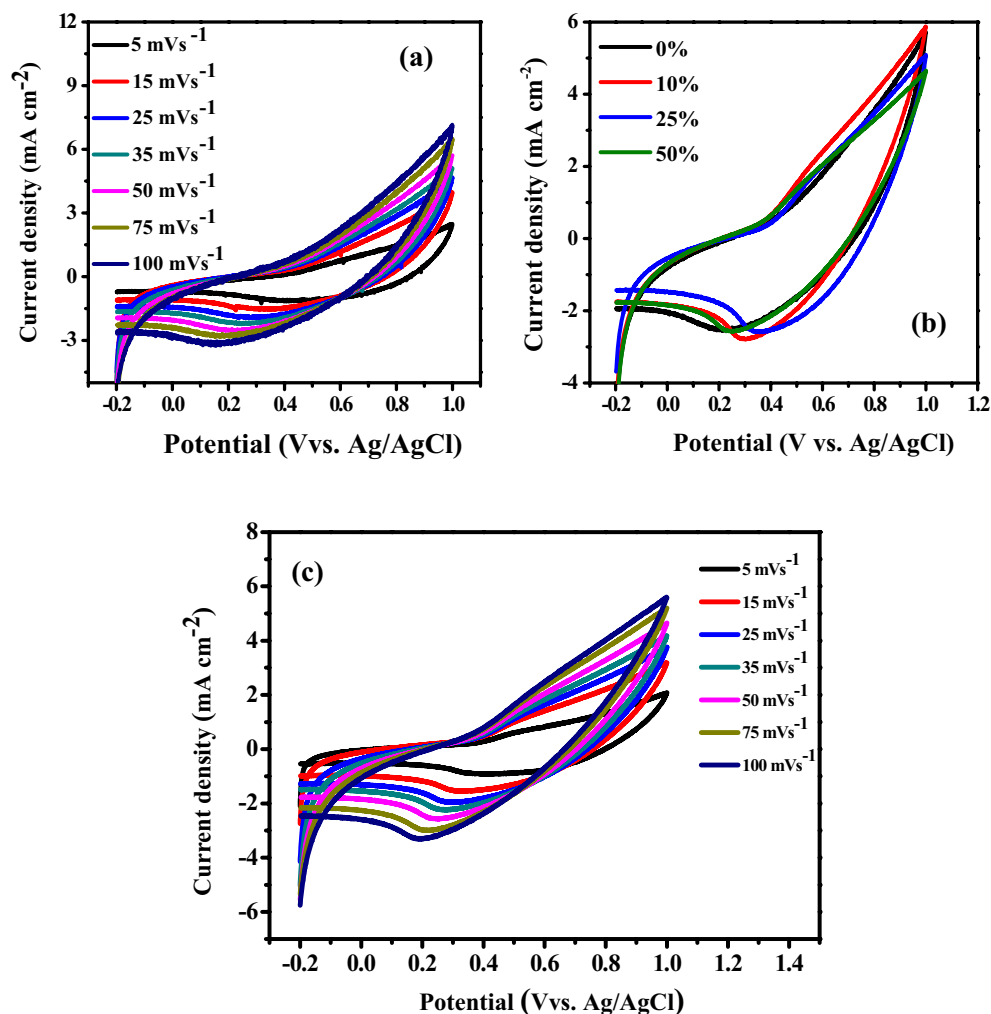 (a)
5 mVs-1
15 mVs-1
25 mVs-1
35 mVs-1
50 mVs-1
75 mVs-1
100 mVs-1
12
9
6
3
0
-3
Current density (mA cm-2)
-0.2 0.0 0.2 0.4 0.6 0.8 1.0
Potential (Vvs. Ag/AgCl)
(b)
0%
10%
25%
50%
6
4
2
0
-2
-4
Current density (mA cm-2)
-0.2 0.0 0.2 0.4 0.6 0.8 1.0 1.2
Potential (V vs. Ag/AgCl)
(c)
5 mVs-1
15 mVs-1
25 mVs-1
35 mVs-1
50 mVs-1
75 mVs-1
100 mVs-1
8
6
4
2
0
-2
-4
-6
Current density (mA cm-2)
-0.2 0.0 0.2 0.4 0.6 0.8 1.0 1.2 1.4
Potential (Vvs. Ag/AgCl)